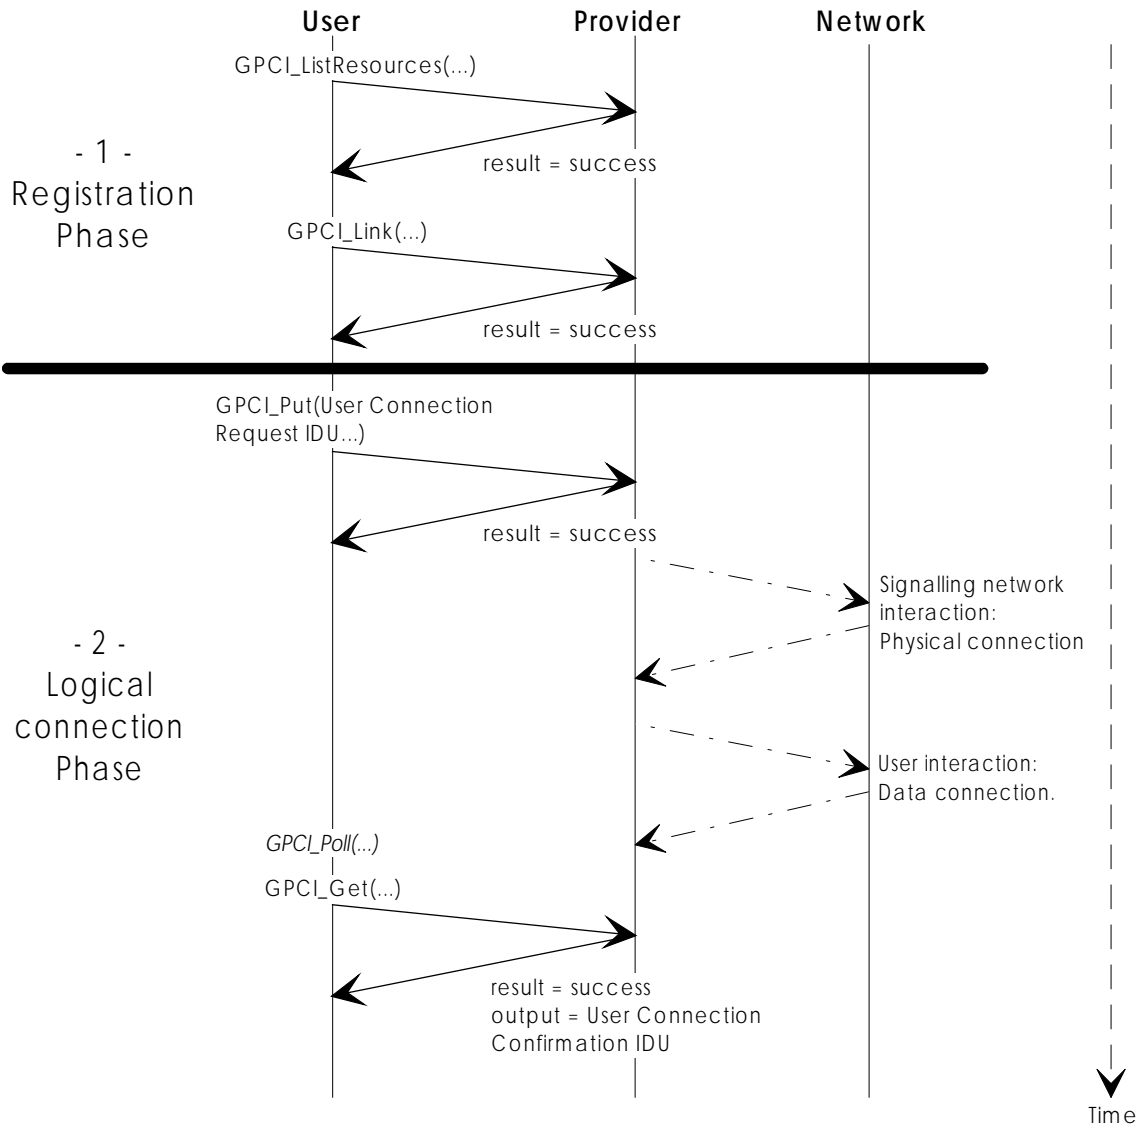 User Provider Network
GPCI_ListResources(...)
result = success
- 1 -
Registration
Phase
GPCI_Link(...)
result = success
GPCI_Put(User Connection
Request IDU...)
result = success
Signalling network
interaction:
Physical connection
- 2 -
Logical
connection
Phase
User interaction:
Data connection.
GPCI_Poll(...)
GPCI_Get(...)
result = success
output = User Connection
Confirmation IDU
Time